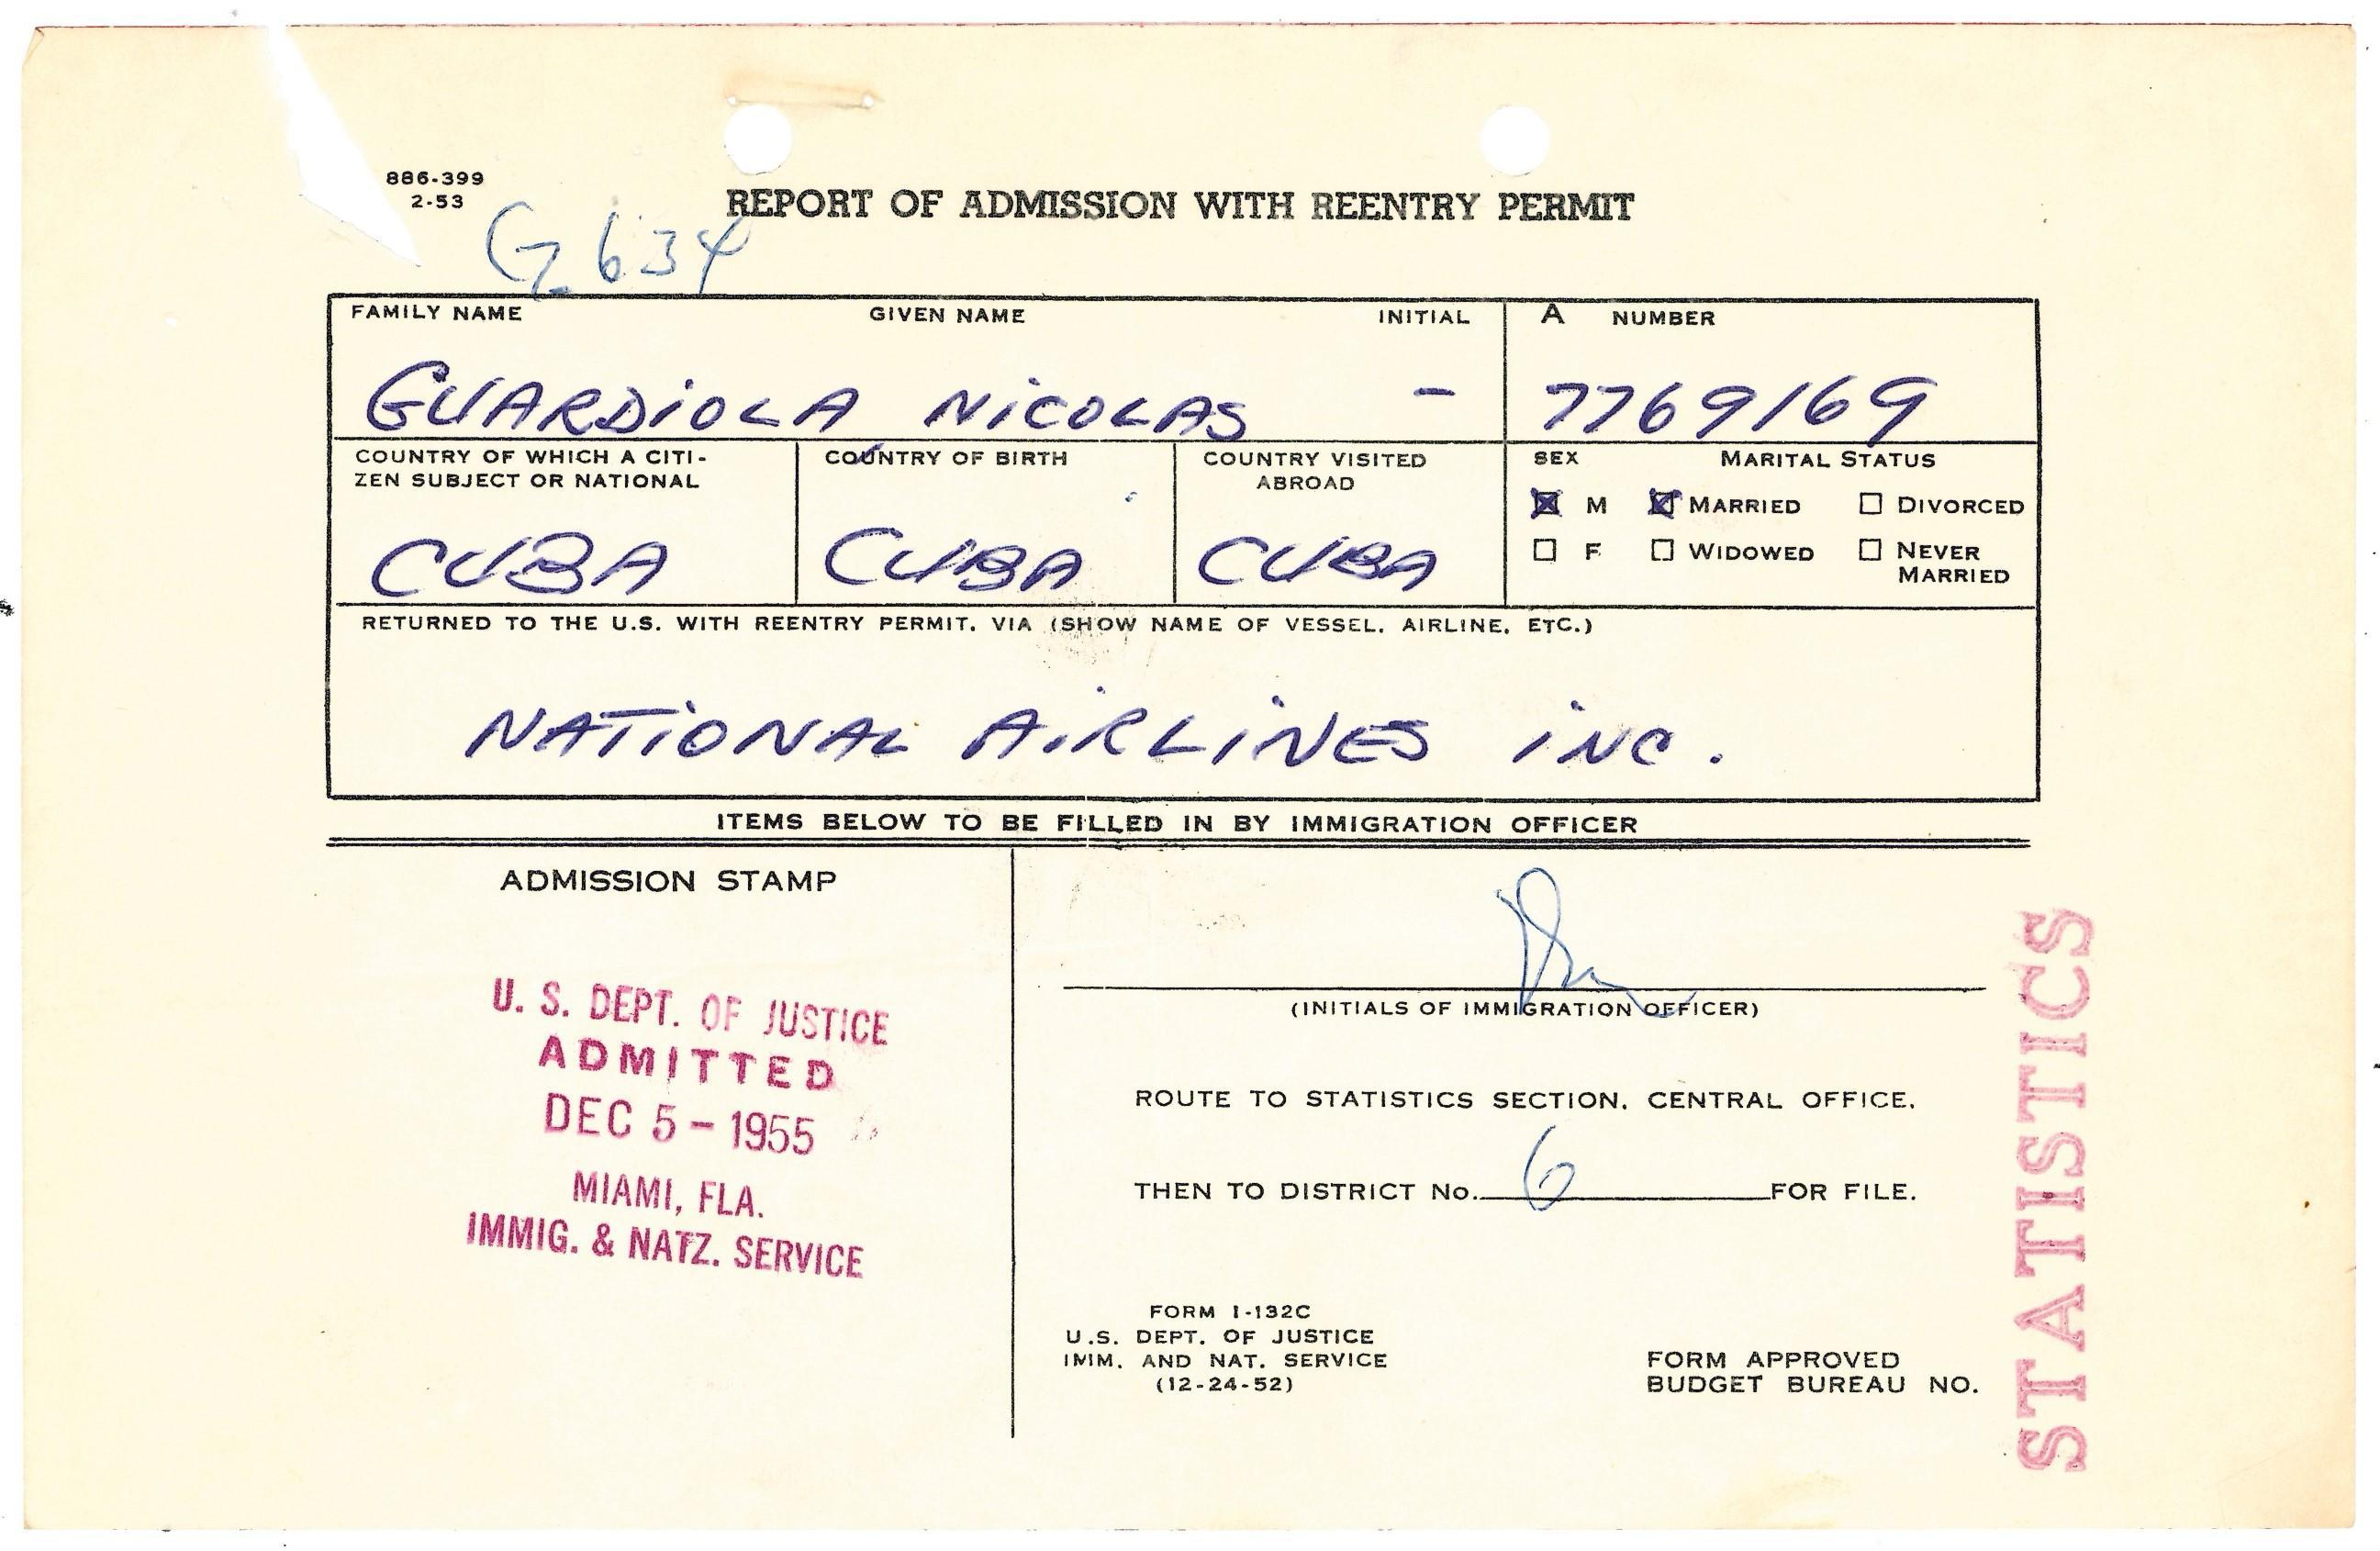 886-399
2-53
REPORT OF ADMISSION WITH REENTRY PERMIT
G634
FAMILY NAME GIVEN NAME INITIAL A NUMBER
GUARDiOLA NiCOLAS - 7769169
COUNTRY OF WHICH A CITI-
ZEN SUBJECT OR NATIONAL
CUBA
COUNTRY OF BIRTH
CUBA
COUNTRY VISITED
ABROAD
CUBA
SEX MARITAL STATUS
M MARRIED DIVORCED
F WIDOWED NEVER
MARRIED
RETURNED TO THE U.S. WITH REENTRY PERMIT, VIA (SHOW NAME OF VESSEL, AIRLINE, ETC.)
NATiONAL AiRLiNES iNC.
ITEMS BELOW TO BE FILLED IN BY IMMIGRATION OFFICER
ADMISSION STAMP
U. S. DEPT. OF JUSTICE
ADMITTED
DEC 5 - 1955
MIAMI, FLA.
IMMIG. & NATZ. SERVICE
(INITIALS OF IMMIGRATION OFFICER)
ROUTE TO STATISTICS SECTION, CENTRAL OFFICE,
THEN TO DISTRICT No. 6 FOR FILE.
FORM I-132C
U.S. DEPT. OF JUSTICE
IMM. AND NAT. SERVICE
(12-24-52)
FORM APPROVED
BUDGET BUREAU NO.
STATISTICS